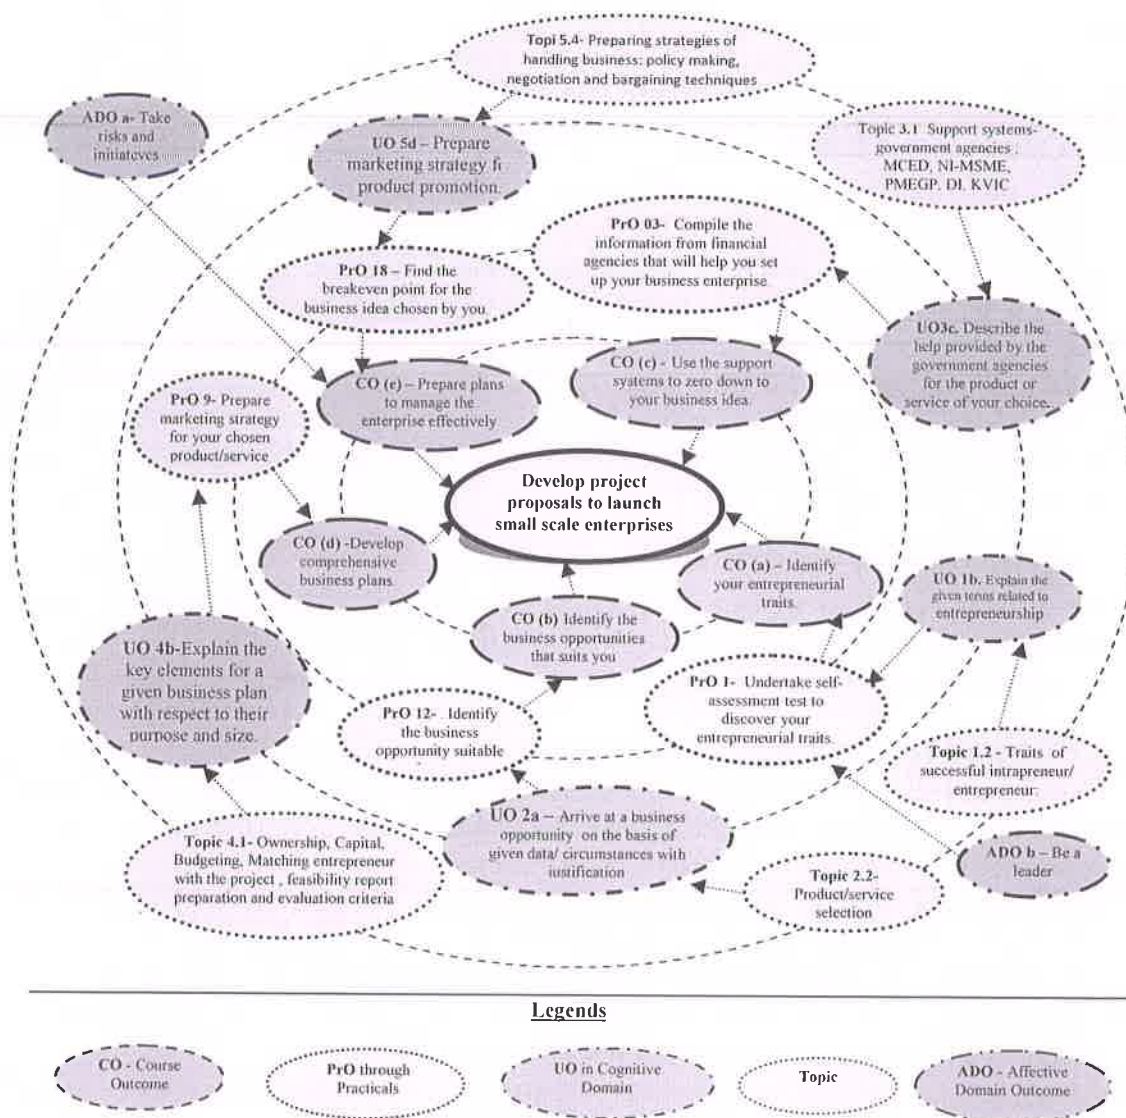 Topi 5.4- Preparing strategies of
handling business: policy making,
negotiation and bargaining techniques
ADO a- Take
risks and
initiateves
UO 5d – Prepare
marketing strategy fi
product promotion.
Topic 3.1 Support systems-
government agencies .
MCED, NI-MSME,
PMEGP, DI, KVIC
PrO 03- Compile the
information from financial
agencies that will help you set
up your business enterprise.
PrO 18 – Find the
breakeven point for the
business idea chosen by you.
UO3c. Describe the
help provided by the
government agencies
for the product or
service of your choice.
CO (c) - Use the support
systems to zero down to
your business idea.
CO (e) – Prepare plans
to manage the
enterprise effectively
PrO 9- Prepare
marketing strategy
for your chosen
product/service
Develop project
proposals to launch
small scale enterprises
CO (d) -Develop
comprehensive
business plans.
CO (a) – Identify
your entrepreneurial
traits.
UO 1b. Explain the
given terms related to
entrepreneurship
CO (b) Identify the
business opportunities
that suits you
UO 4b-Explain the
key elements for a
given business plan
with respect to their
purpose and size.
PrO 1- Undertake self-
assessment test to
discover your
entrepreneurial traits.
PrO 12- . Identify
the business
opportunity suitable
Topic 1.2 - Traits of
successful intrapreneur/
entrepreneur.
UO 2a – Arrive at a business
opportunity on the basis of
given data/ circumstances with
justification
Topic 4.1- Ownership, Capital,
Budgeting, Matching entrepreneur
with the project , feasibility report
preparation and evaluation criteria
ADO b – Be a
leader
Topic 2.2-
Product/service
selection
Legends
CO - Course
Outcome
PrO through
Practicals
UO in Cognitive
Domain
Topic
ADO - Affective
Domain Outcome